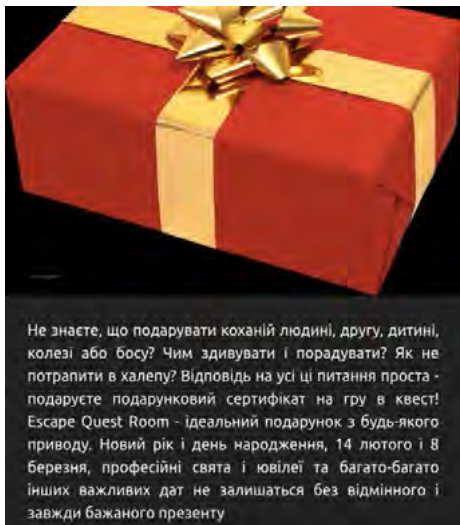 Не знаєте, що подарувати коханій людині, другу, дитині,
колезі або босу? Чим здивувати і порадувати? Як не
потрапити в халепу? Відповідь на усі ці питання проста -
подаруєте подарунковий сертифікат на гру в квест!
Escape Quest Room - ідеальний подарунок з будь-якого
приводу. Новий рік і день народження, 14 лютого і 8
березня, професійні свята і ювілеї та багато-багато
інших важливих дат не залишаться без відмінного і
завжди бажаного презенту